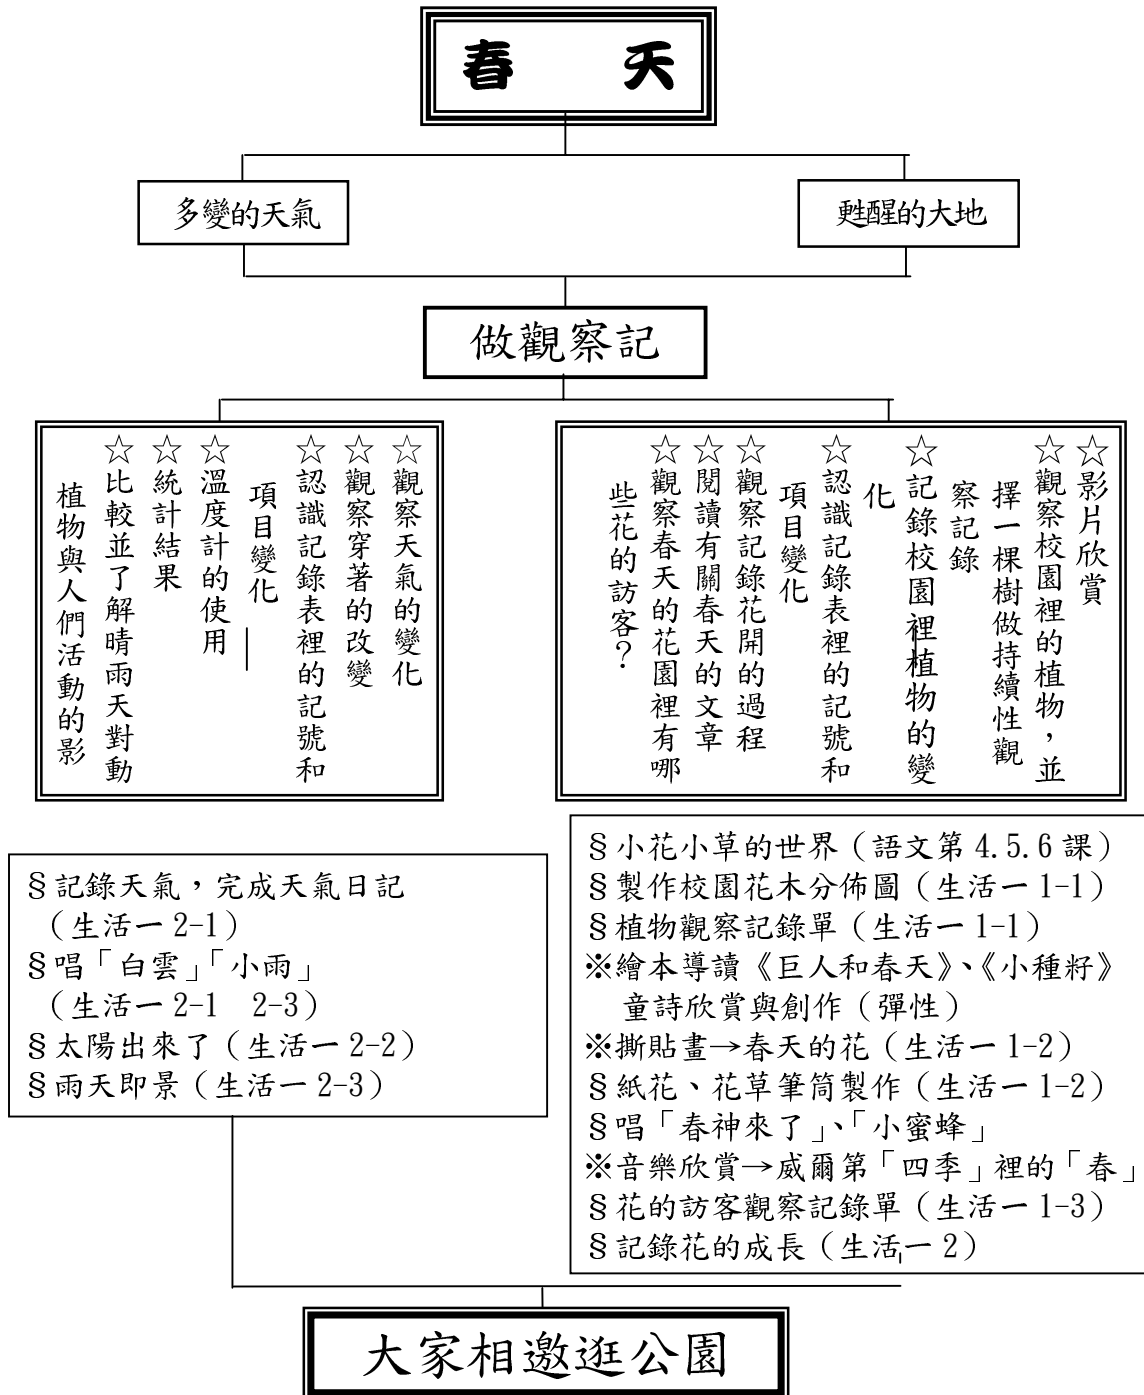 春 天
多變的天氣
甦醒的大地
做觀察記
☆觀察天氣的變化
☆觀察穿著的改變
☆認識記錄表裡的記號和
項目變化
☆溫度計的使用
☆統計結果
☆比較並了解晴雨天對動
植物與人們活動的影
☆影片欣賞
☆觀察校園裡的植物，並
擇一棵樹做持續性觀
察記錄
☆記錄校園裡植物的變
化
☆認識記錄表裡的記號和
項目變化
☆觀察記錄花開的過程
☆閱讀有關春天的文章
☆觀察春天的花園裡有哪
些花的訪客？
§記錄天氣，完成天氣日記
（生活一 2-1）
§唱「白雲」「小雨」
（生活一 2-1 2-3）
§太陽出來了（生活一 2-2）
§雨天即景（生活一 2-3）
§小花小草的世界（語文第 4.5.6 課）
§製作校園花木分佈圖（生活一 1-1）
§植物觀察記錄單（生活一 1-1）
※繪本導讀《巨人和春天》、《小種籽》
童詩欣賞與創作（彈性）
※撕貼畫→春天的花（生活一 1-2）
§紙花、花草筆筒製作（生活一 1-2）
§唱「春神來了」、「小蜜蜂」
※音樂欣賞→威爾第「四季」裡的「春」
§花的訪客觀察記錄單（生活一 1-3）
§記錄花的成長（生活一 2）
大家相邀逛公園